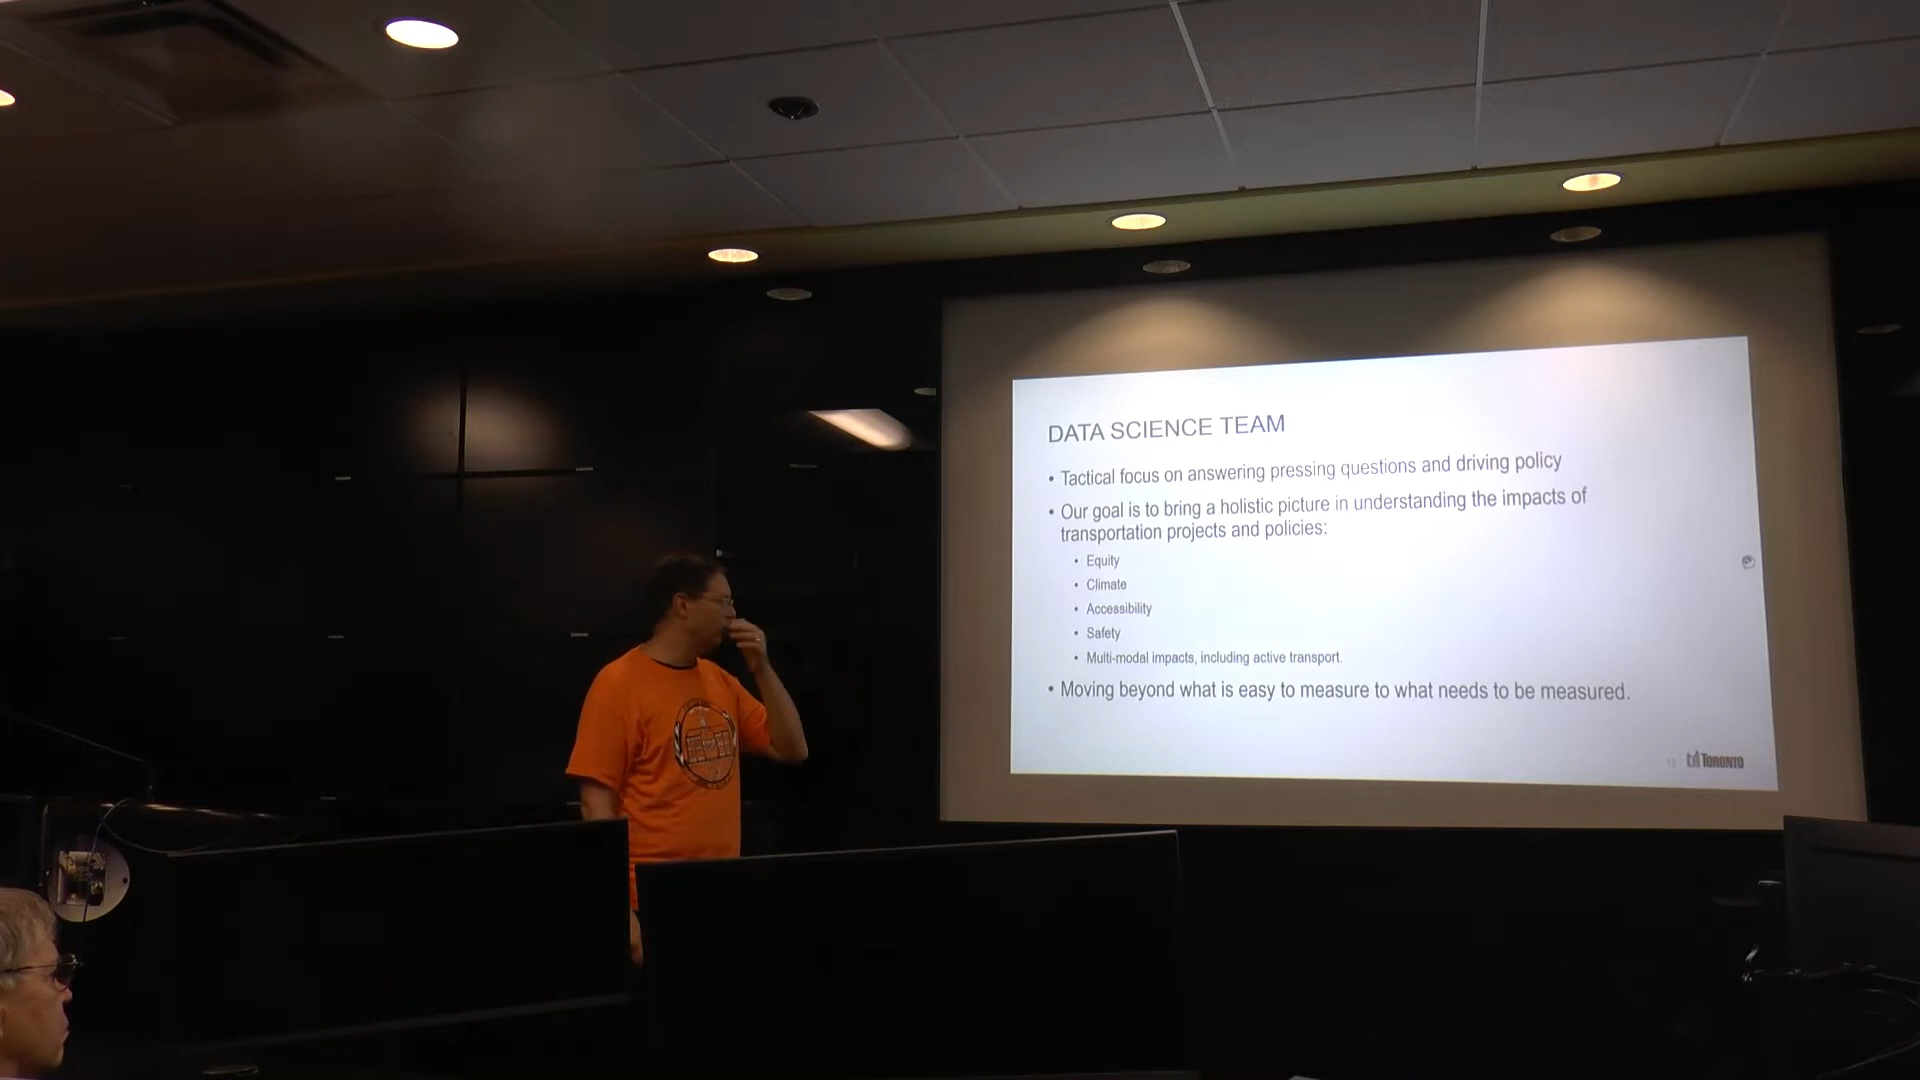 DATA SCIENCE TEAM
• Tactical focus on answering pressing questions and driving policy
• Our goal is to bring a holistic picture in understanding the impacts of
transportation projects and policies:
• Equity
• Climate
• Accessibility
• Safety
• Multi-modal impacts, including active transport.
• Moving beyond what is easy to measure to what needs to be measured.
TORONTO